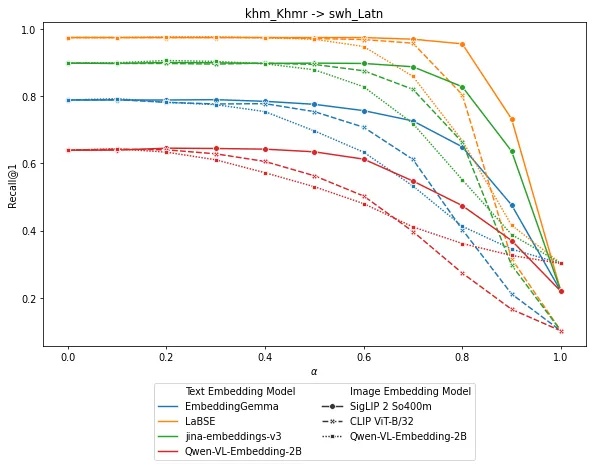 khm_Khmr -> swh_Latn
Recall@1
1.0
0.8
0.6
0.4
0.2
0.0 0.2 0.4 0.6 0.8 1.0
α
Text Embedding Model
EmbeddingGemma
LaBSE
jina-embeddings-v3
Qwen-VL-Embedding-2B
Image Embedding Model
SigLIP 2 So400m
CLIP ViT-B/32
Qwen-VL-Embedding-2B